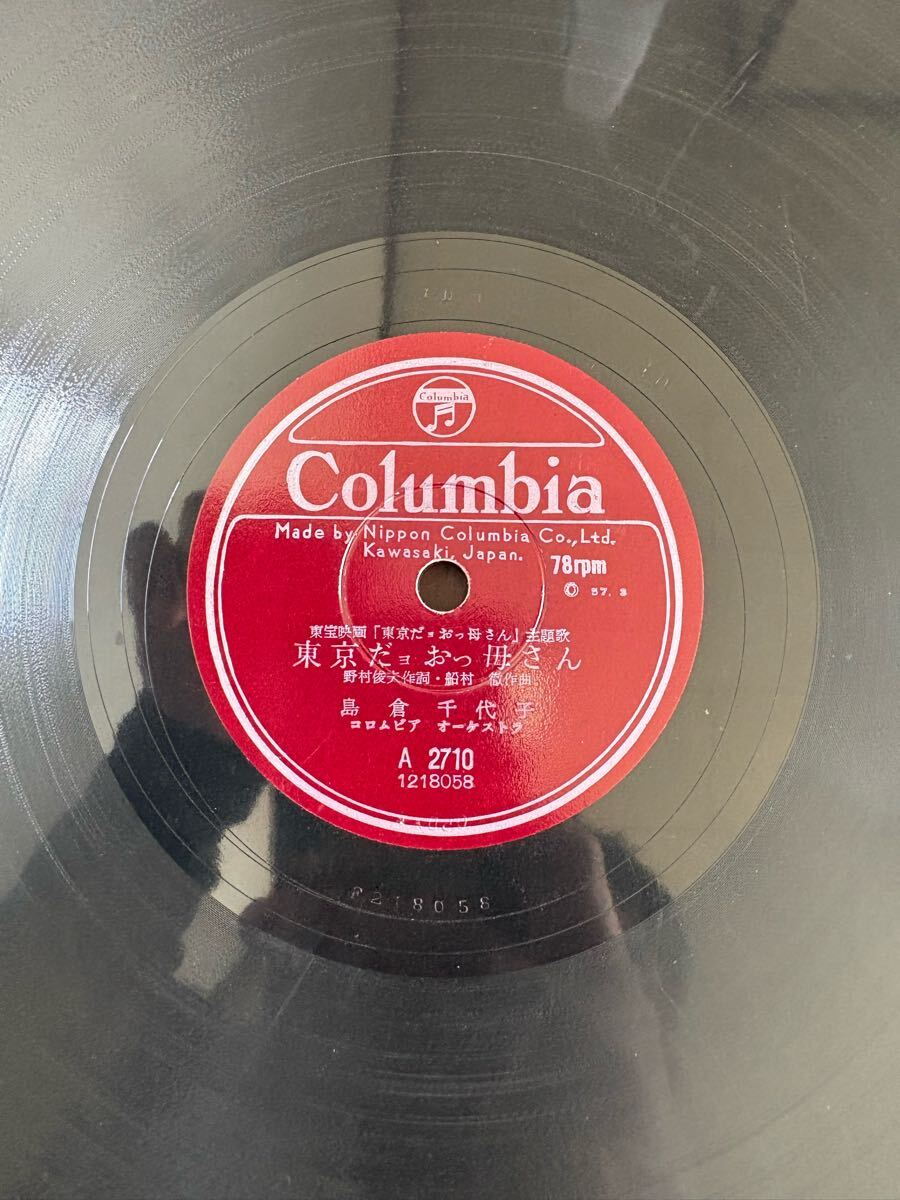 Columbia
Columbia
Made by Nippon Columbia Co., Ltd.
Kawasaki, Japan.
78rpm
Ⓒ 57. 3
東宝映画「東京だョおっ母さん」主題歌
東京だョおっ母さん
野村俊夫作詞・船村 徹作曲
島倉千代子
コロムビア オーケストラ
A 2710
1218058
218058